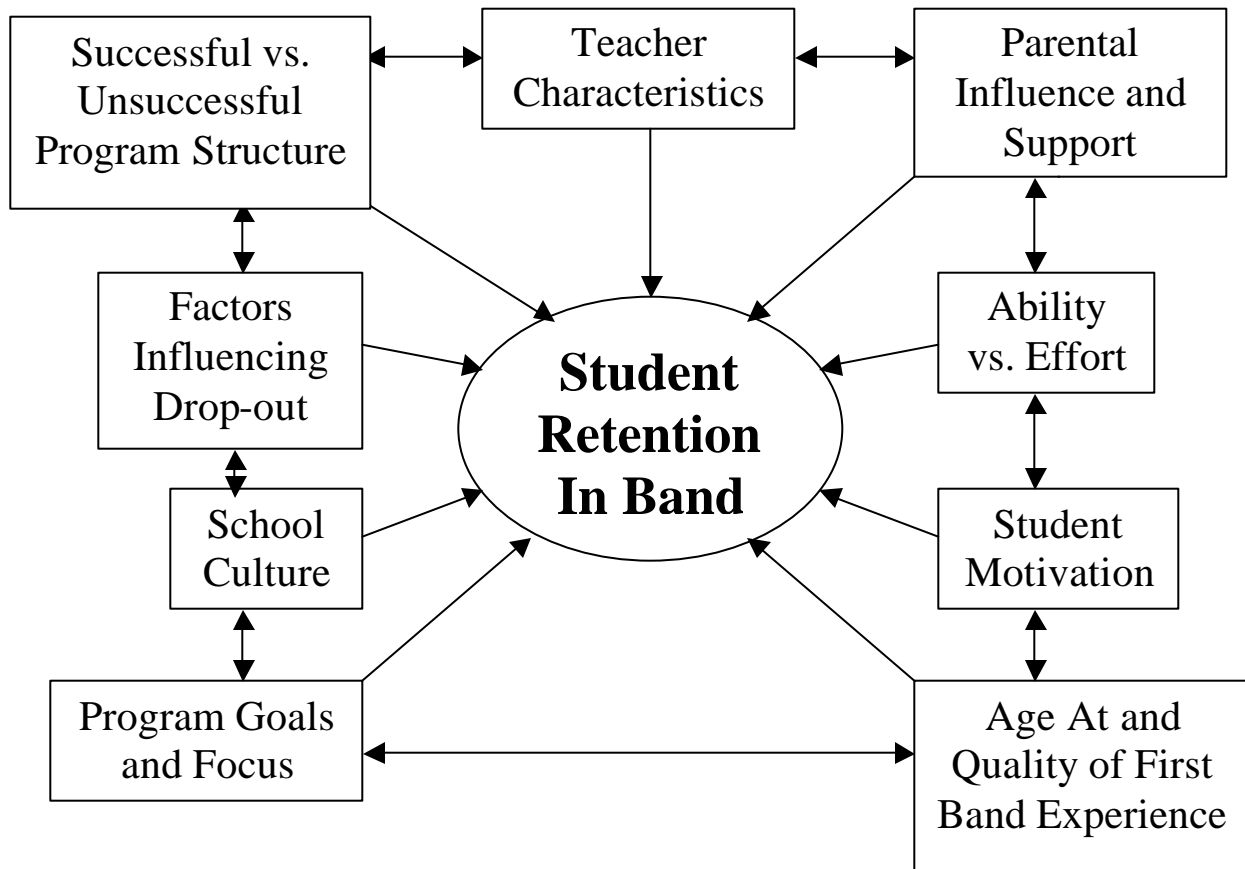 Successful vs.
Unsuccessful
Program Structure
Teacher
Characteristics
Parental
Influence and
Support
Factors
Influencing
Drop-out
Student
Retention
In Band
Ability
vs. Effort
School
Culture
Student
Motivation
Program Goals
and Focus
Age At and
Quality of First
Band Experience